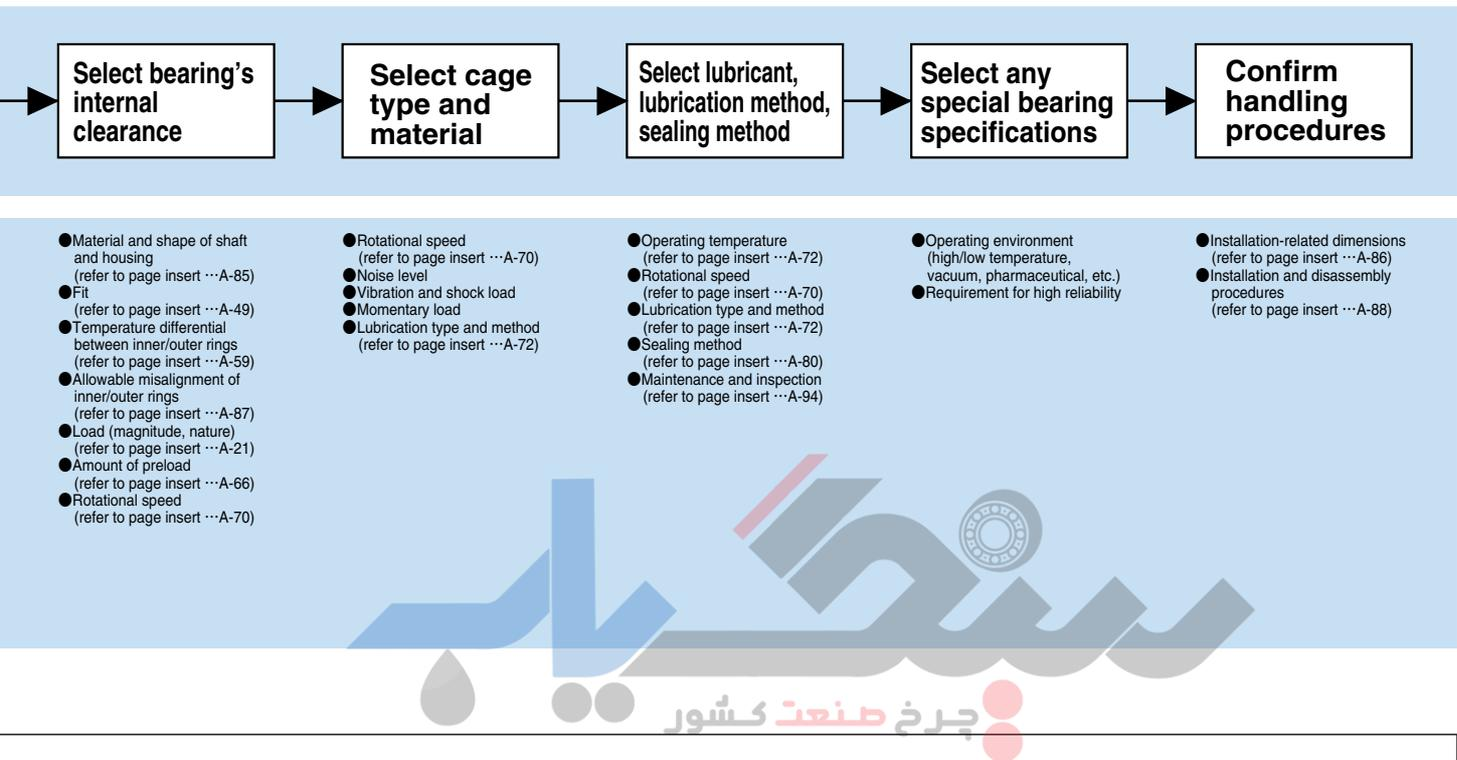 Select bearing's
internal
clearance
Select cage
type and
material
Select lubricant,
lubrication method,
sealing method
Select any
special bearing
specifications
Confirm
handling
procedures
●Material and shape of shaft
and housing
(refer to page insert …A-85)
●Fit
(refer to page insert …A-49)
●Temperature differential
between inner/outer rings
(refer to page insert …A-59)
●Allowable misalignment of
inner/outer rings
(refer to page insert …A-87)
●Load (magnitude, nature)
(refer to page insert …A-21)
●Amount of preload
(refer to page insert …A-66)
●Rotational speed
(refer to page insert …A-70)
●Rotational speed
(refer to page insert …A-70)
●Noise level
●Vibration and shock load
●Momentary load
●Lubrication type and method
(refer to page insert …A-72)
●Operating temperature
(refer to page insert …A-72)
●Rotational speed
(refer to page insert …A-70)
●Lubrication type and method
(refer to page insert …A-72)
●Sealing method
(refer to page insert …A-80)
●Maintenance and inspection
(refer to page insert …A-94)
●Operating environment
(high/low temperature,
vacuum, pharmaceutical, etc.)
●Requirement for high reliability
●Installation-related dimensions
(refer to page insert …A-86)
●Installation and disassembly
procedures
(refer to page insert …A-88)
چرخ صنعت کشور